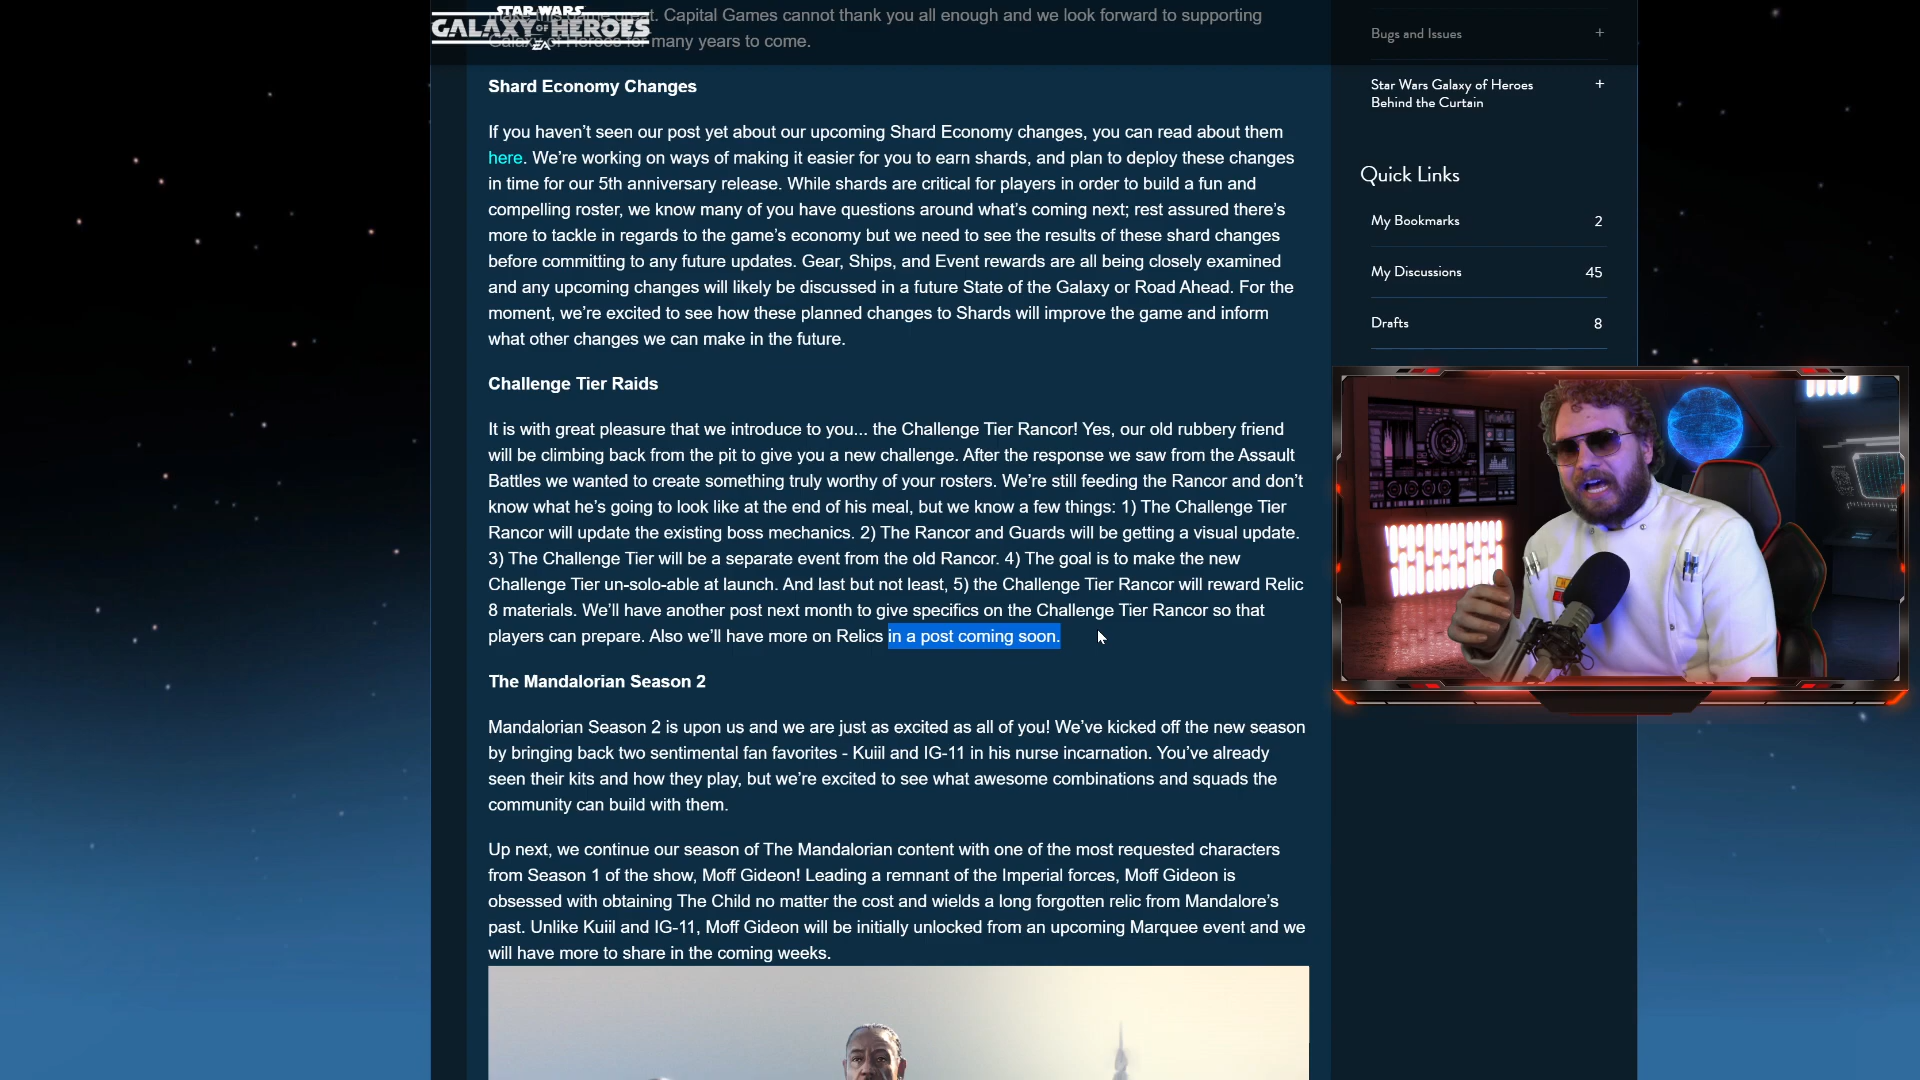 STAR WARS
GALAXY OF HEROES
EA
make this game great. Capital Games cannot thank you all enough and we look forward to supporting
Galaxy of Heroes for many years to come.
Shard Economy Changes
If you haven’t seen our post yet about our upcoming Shard Economy changes, you can read about them
here. We’re working on ways of making it easier for you to earn shards, and plan to deploy these changes
in time for our 5th anniversary release. While shards are critical for players in order to build a fun and
compelling roster, we know many of you have questions around what’s coming next; rest assured there’s
more to tackle in regards to the game’s economy but we need to see the results of these shard changes
before committing to any future updates. Gear, Ships, and Event rewards are all being closely examined
and any upcoming changes will likely be discussed in a future State of the Galaxy or Road Ahead. For the
moment, we’re excited to see how these planned changes to Shards will improve the game and inform
what other changes we can make in the future.
Challenge Tier Raids
It is with great pleasure that we introduce to you... the Challenge Tier Rancor! Yes, our old rubbery friend
will be climbing back from the pit to give you a new challenge. After the response we saw from the Assault
Battles we wanted to create something truly worthy of your rosters. We’re still feeding the Rancor and don’t
know what he’s going to look like at the end of his meal, but we know a few things: 1) The Challenge Tier
Rancor will update the existing boss mechanics. 2) The Rancor and Guards will be getting a visual update.
3) The Challenge Tier will be a separate event from the old Rancor. 4) The goal is to make the new
Challenge Tier un-solo-able at launch. And last but not least, 5) the Challenge Tier Rancor will reward Relic
8 materials. We’ll have another post next month to give specifics on the Challenge Tier Rancor so that
players can prepare. Also we’ll have more on Relics in a post coming soon.
The Mandalorian Season 2
Mandalorian Season 2 is upon us and we are just as excited as all of you! We’ve kicked off the new season
by bringing back two sentimental fan favorites - Kuiil and IG-11 in his nurse incarnation. You’ve already
seen their kits and how they play, but we’re excited to see what awesome combinations and squads the
community can build with them.
Up next, we continue our season of The Mandalorian content with one of the most requested characters
from Season 1 of the show, Moff Gideon! Leading a remnant of the Imperial forces, Moff Gideon is
obsessed with obtaining The Child no matter the cost and wields a long forgotten relic from Mandalore’s
past. Unlike Kuiil and IG-11, Moff Gideon will be initially unlocked from an upcoming Marquee event and we
will have more to share in the coming weeks.
Bugs and Issues +
Star Wars Galaxy of Heroes +
Behind the Curtain
Quick Links
My Bookmarks 2
My Discussions 45
Drafts 8